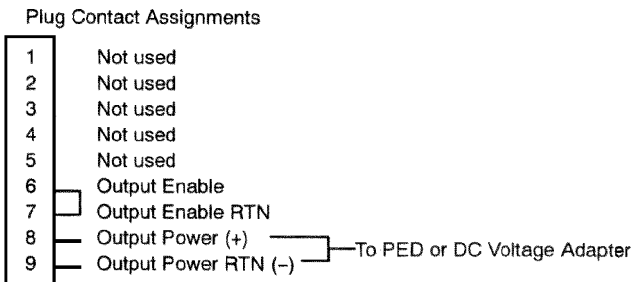 Plug Contact Assignments
1 Not used
2 Not used
3 Not used
4 Not used
5 Not used
6 Output Enable
7 Output Enable RTN
8 Output Power (+)
To PED or DC Voltage Adapter
9 Output Power RTN (−)